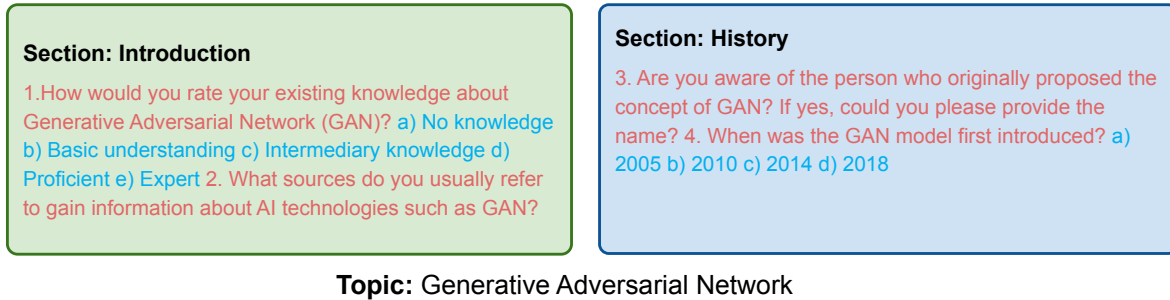 Section: Introduction
1.How would you rate your existing knowledge about
Generative Adversarial Network (GAN)? a) No knowledge
b) Basic understanding c) Intermediary knowledge d)
Proficient e) Expert 2. What sources do you usually refer
to gain information about AI technologies such as GAN?
Section: History
3. Are you aware of the person who originally proposed the
concept of GAN? If yes, could you please provide the
name? 4. When was the GAN model first introduced? a)
2005 b) 2010 c) 2014 d) 2018
Topic: Generative Adversarial Network